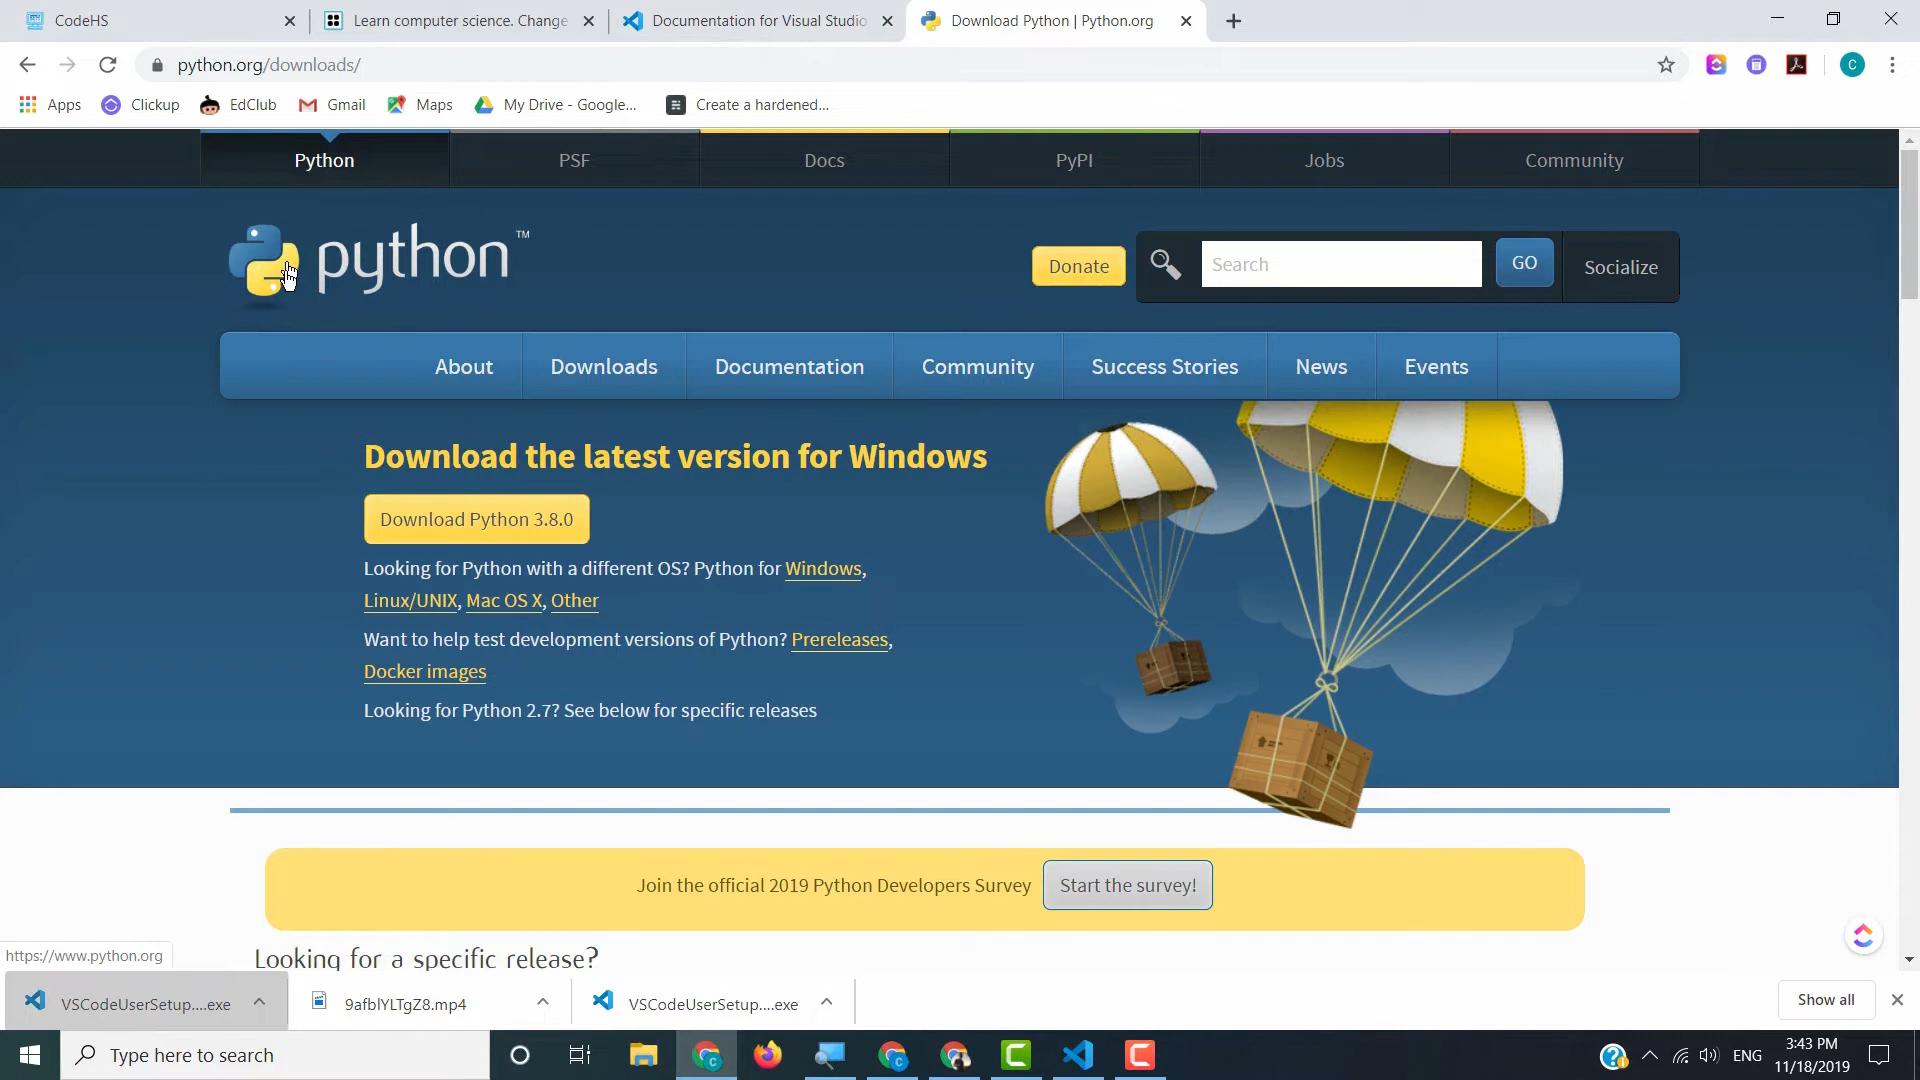 CodeHS
Learn computer science. Change
Documentation for Visual Studio
Download Python | Python.org
python.org/downloads/
C
Apps
Clickup
EdClub
Gmail
Maps
My Drive - Google...
Create a hardened...
Python
PSF
Docs
PyPI
Jobs
Community
python™
Donate
Search
GO
Socialize
About
Downloads
Documentation
Community
Success Stories
News
Events
Download the latest version for Windows
Download Python 3.8.0
Looking for Python with a different OS? Python for Windows,
Linux/UNIX, Mac OS X, Other
Want to help test development versions of Python? Prereleases,
Docker images
Looking for Python 2.7? See below for specific releases
Join the official 2019 Python Developers Survey
Start the survey!
Looking for a specific release?
https://www.python.org
VSCodeUserSetup....exe
9afblYLTgZ8.mp4
VSCodeUserSetup....exe
Show all
Type here to search
ENG
3:43 PM
11/18/2019